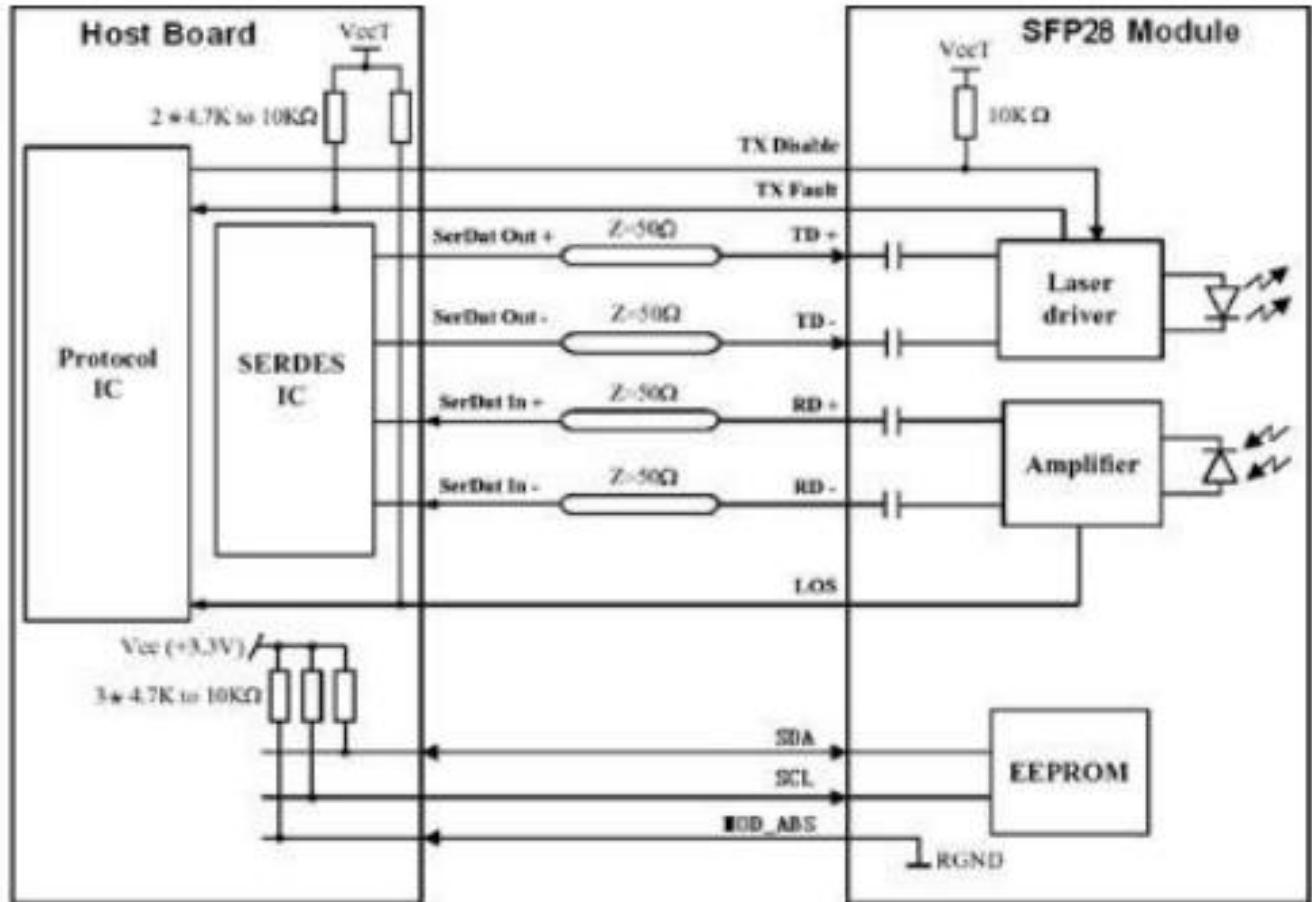 Host Board
VccT
2*4.7K to 10KΩ
SFP28 Module
VccT
10K Ω
TX Disable
TX Fault
SerDat Out +
Z=50Ω
TD +
SerDat Out -
Z=50Ω
TD -
Laser
driver
Protocol
IC
SERDES
IC
SerDat In +
Z=50Ω
RD +
SerDat In -
Z=50Ω
RD -
Amplifier
LOS
Vcc (+3.3V)
3* 4.7K to 10KΩ
SDA
SCL
MOD_ABS
EEPROM
RGND